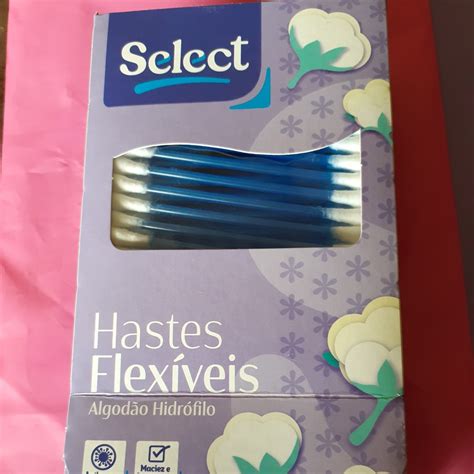 Select
Hastes
Flexíveis
Algodão Hidrófilo
Maciez e